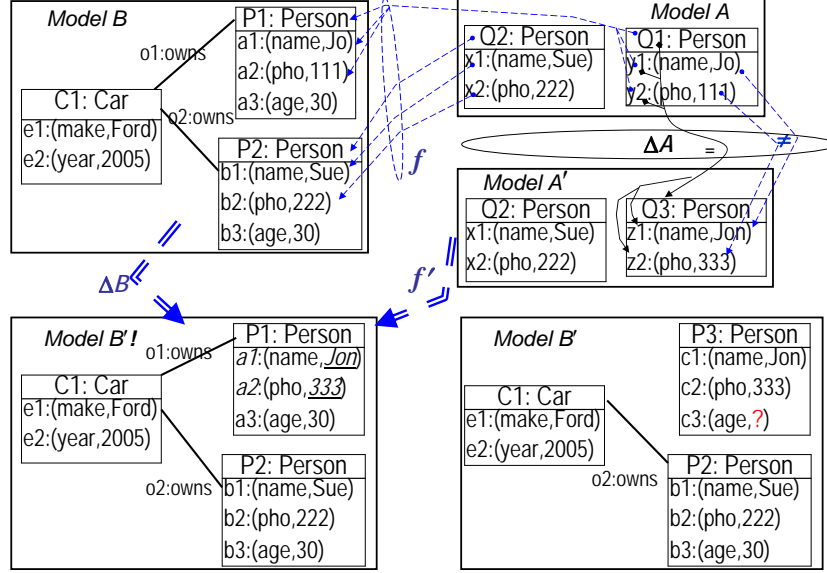 Model B
P1: Person
a1:(name,Jo)
a2:(pho,111)
a3:(age,30)
o1:owns
C1: Car
e1:(make,Ford)
e2:(year,2005)
o2:owns
P2: Person
b1:(name,Sue)
b2:(pho,222)
b3:(age,30)
f
Model A
Q2: Person
x1:(name,Sue)
x2:(pho,222)
Q1: Person
y1:(name,Jo)
y2:(pho,111)
ΔA
=
≠
Model A'
Q2: Person
x1:(name,Sue)
x2:(pho,222)
Q3: Person
z1:(name,Jon)
z2:(pho,333)
ΔB
f'
Model B'!
o1:owns
P1: Person
a1:(name,Jon)
a2:(pho,333)
a3:(age,30)
C1: Car
e1:(make,Ford)
e2:(year,2005)
o2:owns
P2: Person
b1:(name,Sue)
b2:(pho,222)
b3:(age,30)
Model B'
P3: Person
c1:(name,Jon)
c2:(pho,333)
c3:(age,?)
C1: Car
e1:(make,Ford)
e2:(year,2005)
o2:owns
P2: Person
b1:(name,Sue)
b2:(pho,222)
b3:(age,30)